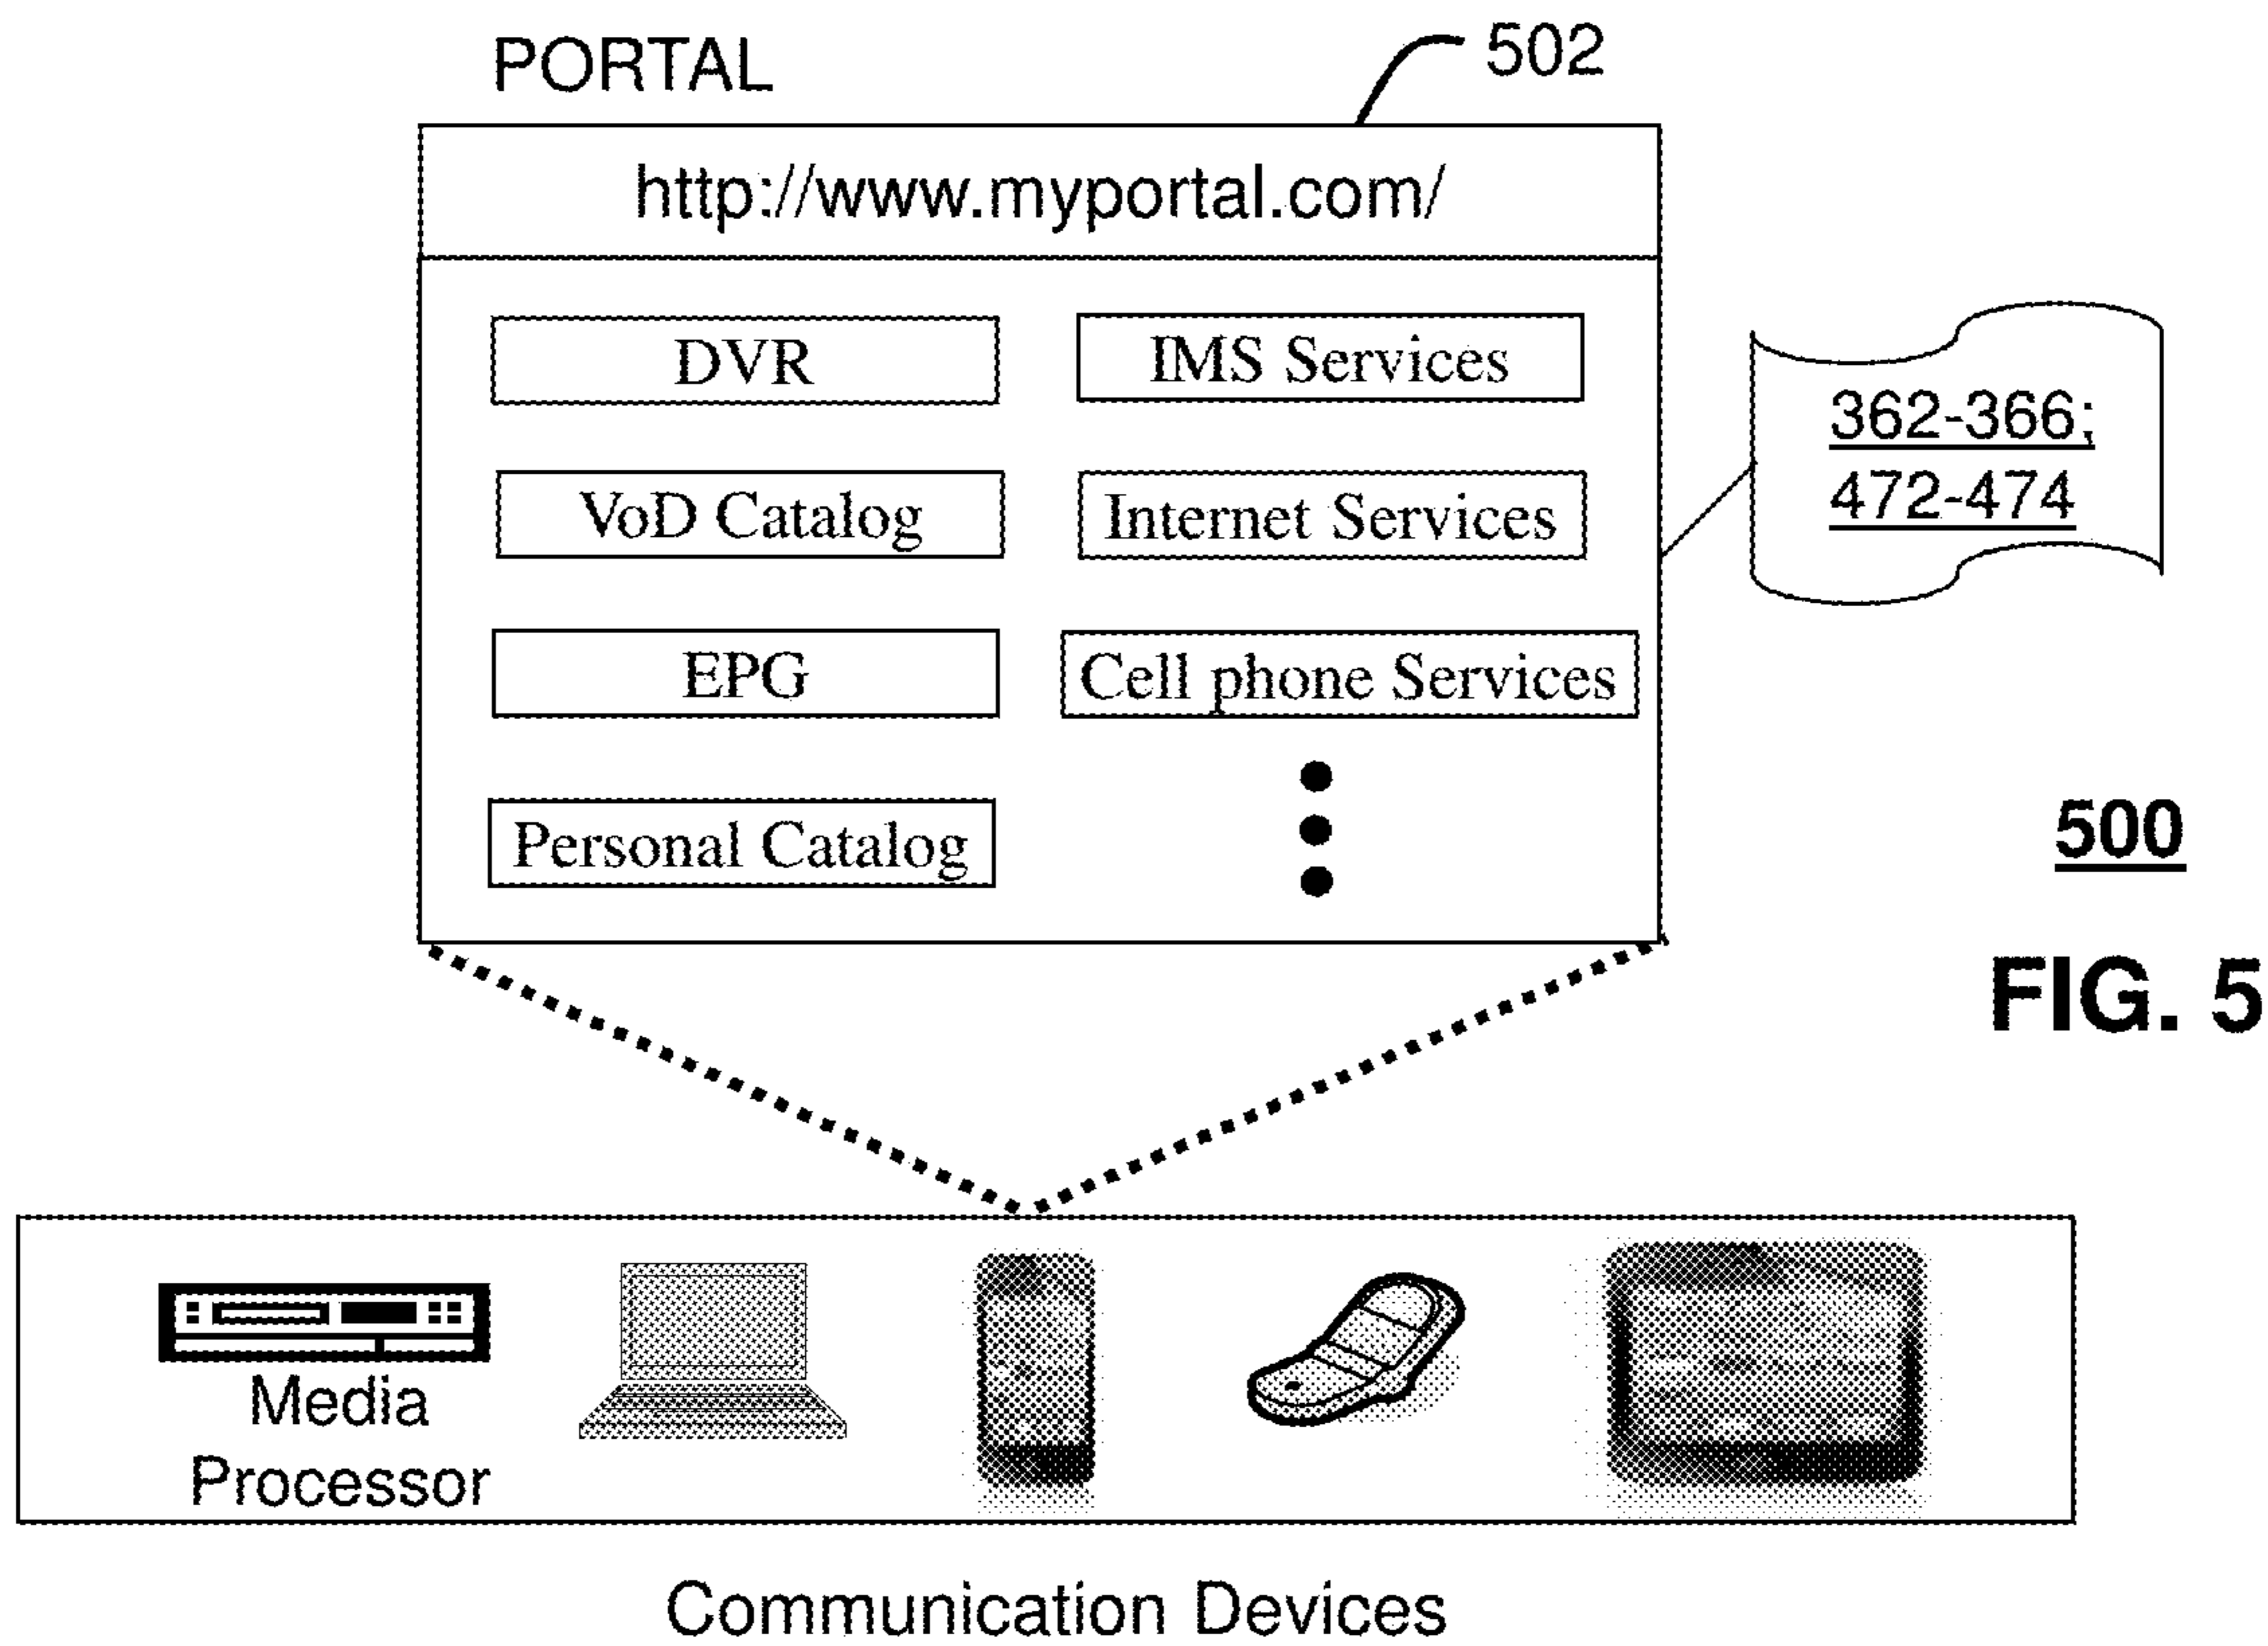 PORTAL
502
http://www.myportal.com/
DVR
IMS Services
VoD Catalog
Internet Services
EPG
Cell phone Services
Personal Catalog
362-366;
472-474
500
FIG. 5
Media
Processor
Communication Devices